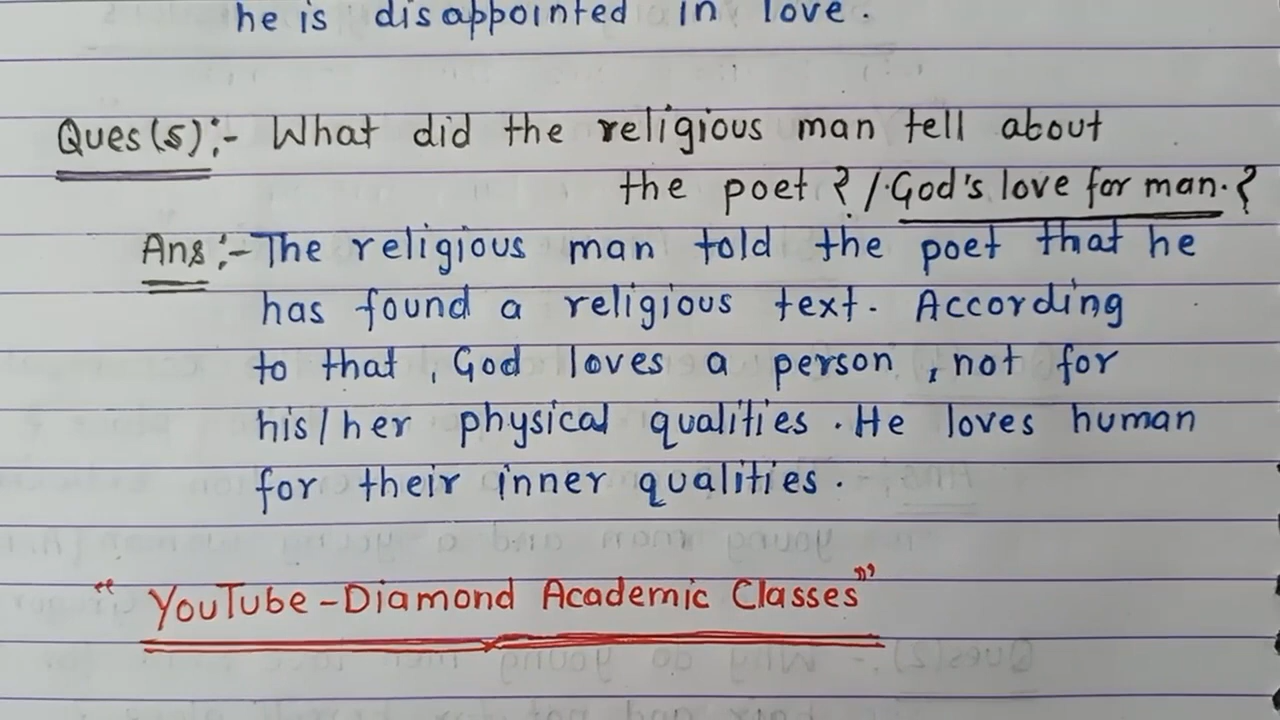 he is disappointed in love.
Ques(5):- What did the religious man tell about
the poet ? / God's love for man. ?
Ans:- The religious man told the poet that he
has found a religious text. According
to that, God loves a person, not for
his/her physical qualities. He loves human
for their inner qualities.
"YouTube-Diamond Academic Classes"